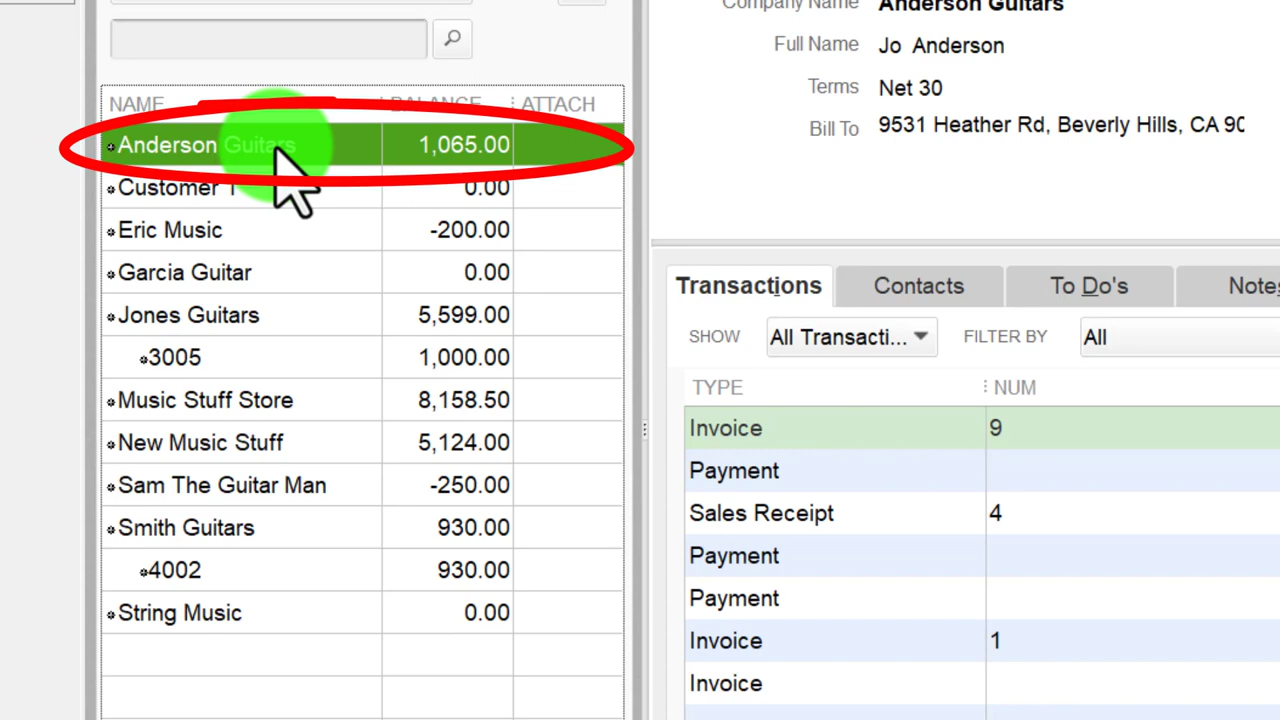 Company Name Anderson Guitars
Full Name Jo Anderson
Terms Net 30
Bill To 9531 Heather Rd, Beverly Hills, CA 90
NAME BALANCE ATTACH
Anderson Guitars 1,065.00
Customer 1 0.00
Eric Music -200.00
Garcia Guitar 0.00
Jones Guitars 5,599.00
3005 1,000.00
Music Stuff Store 8,158.50
New Music Stuff 5,124.00
Sam The Guitar Man -250.00
Smith Guitars 930.00
4002 930.00
String Music 0.00
Transactions Contacts To Do's Notes
SHOW All Transacti... FILTER BY All
TYPE NUM
Invoice 9
Payment
Sales Receipt 4
Payment
Payment
Invoice 1
Invoice